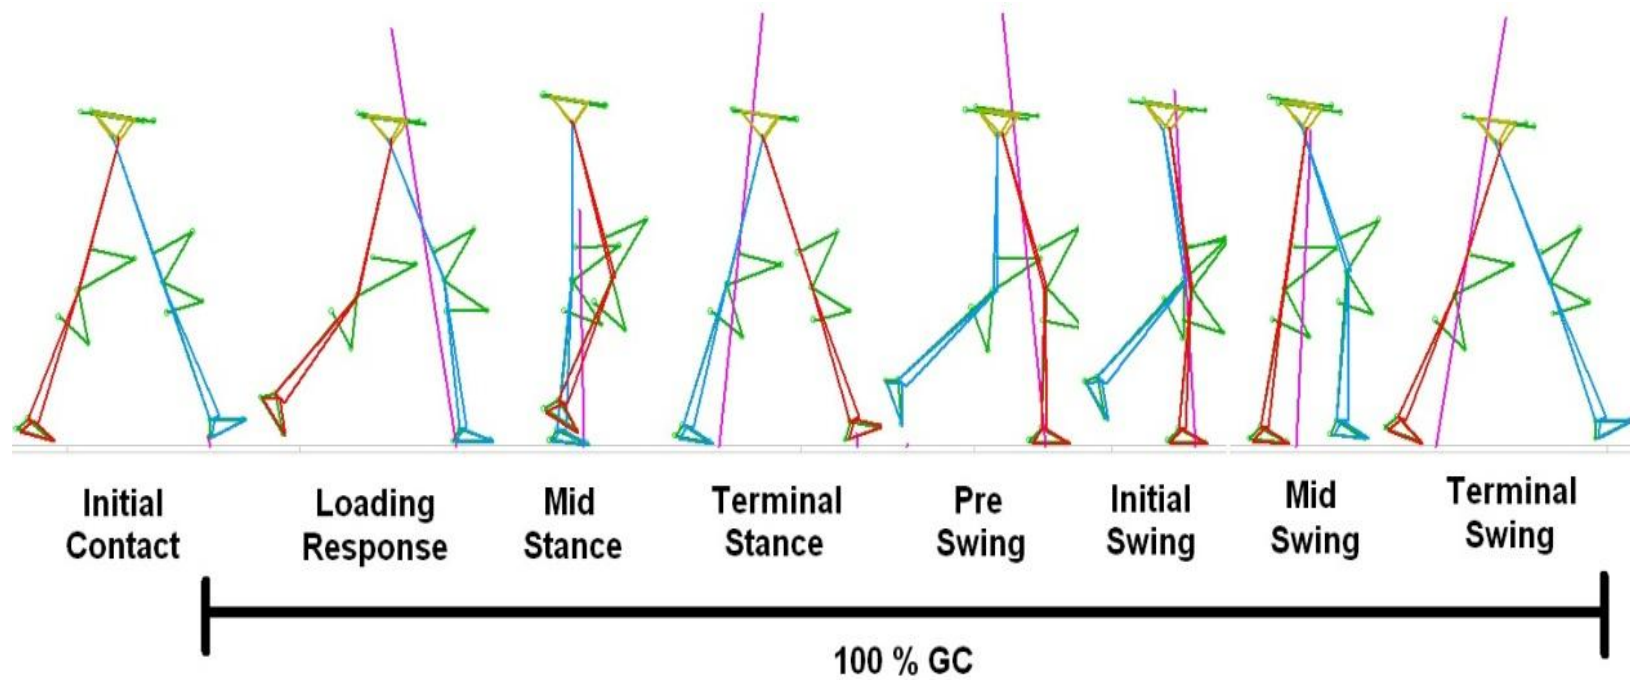 Initial
Contact
Loading
Response
Mid
Stance
Terminal
Stance
Pre
Swing
Initial
Swing
Mid
Swing
Terminal
Swing
100 % GC